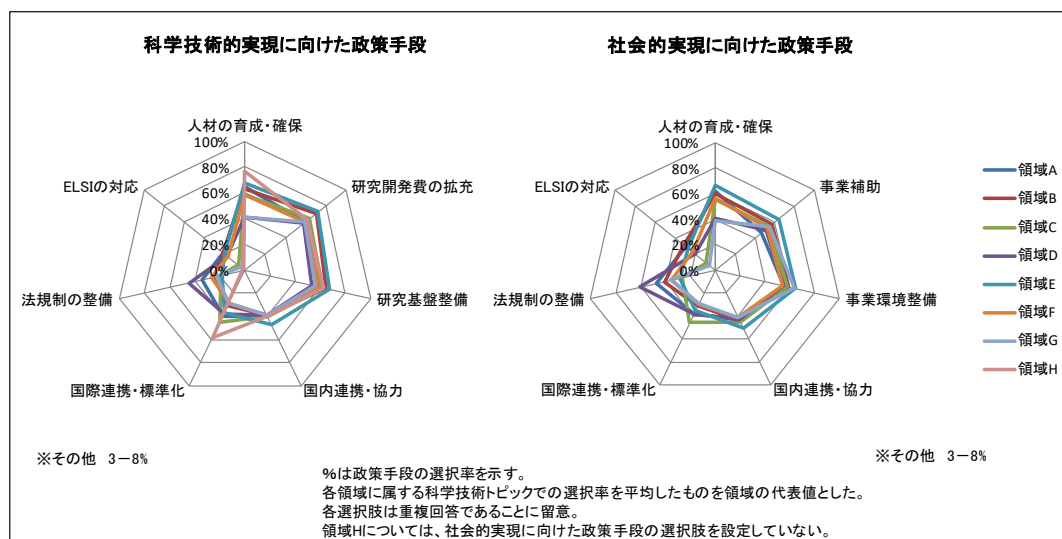 科学技術的実現に向けた政策手段
人材の育成・確保
100%
80%
60%
40%
20%
0%
研究開発費の拡充
研究基盤整備
国内連携・協力
国際連携・標準化
法規制の整備
ELSIの対応
※その他 3－8%
社会的実現に向けた政策手段
人材の育成・確保
100%
80%
60%
40%
20%
0%
事業補助
事業環境整備
国内連携・協力
国際連携・標準化
法規制の整備
ELSIの対応
※その他 3－8%
領域A
領域B
領域C
領域D
領域E
領域F
領域G
領域H
%は政策手段の選択率を示す。
各領域に属する科学技術トピックでの選択率を平均したものを領域の代表値とした。
各選択肢は重複回答であることに留意。
領域Hについては、社会的実現に向けた政策手段の選択肢を設定していない。